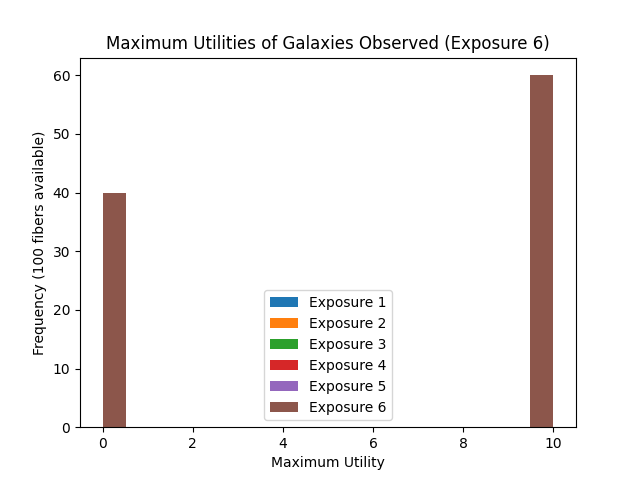 Maximum Utilities of Galaxies Observed (Exposure 6)
Frequency (100 fibers available)
60
50
40
30
20
10
0
Exposure 1
Exposure 2
Exposure 3
Exposure 4
Exposure 5
Exposure 6
0 2 4 6 8 10
Maximum Utility